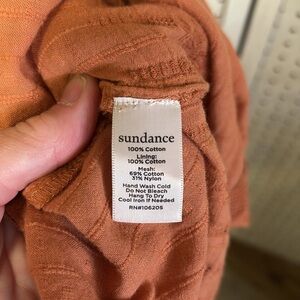 sundance
100% Cotton
Lining:
100% Cotton
Mesh:
69% Cotton
31% Nylon
Hand Wash Cold
Do Not Bleach
Hang To Dry
Cool Iron If Needed
RN#106205